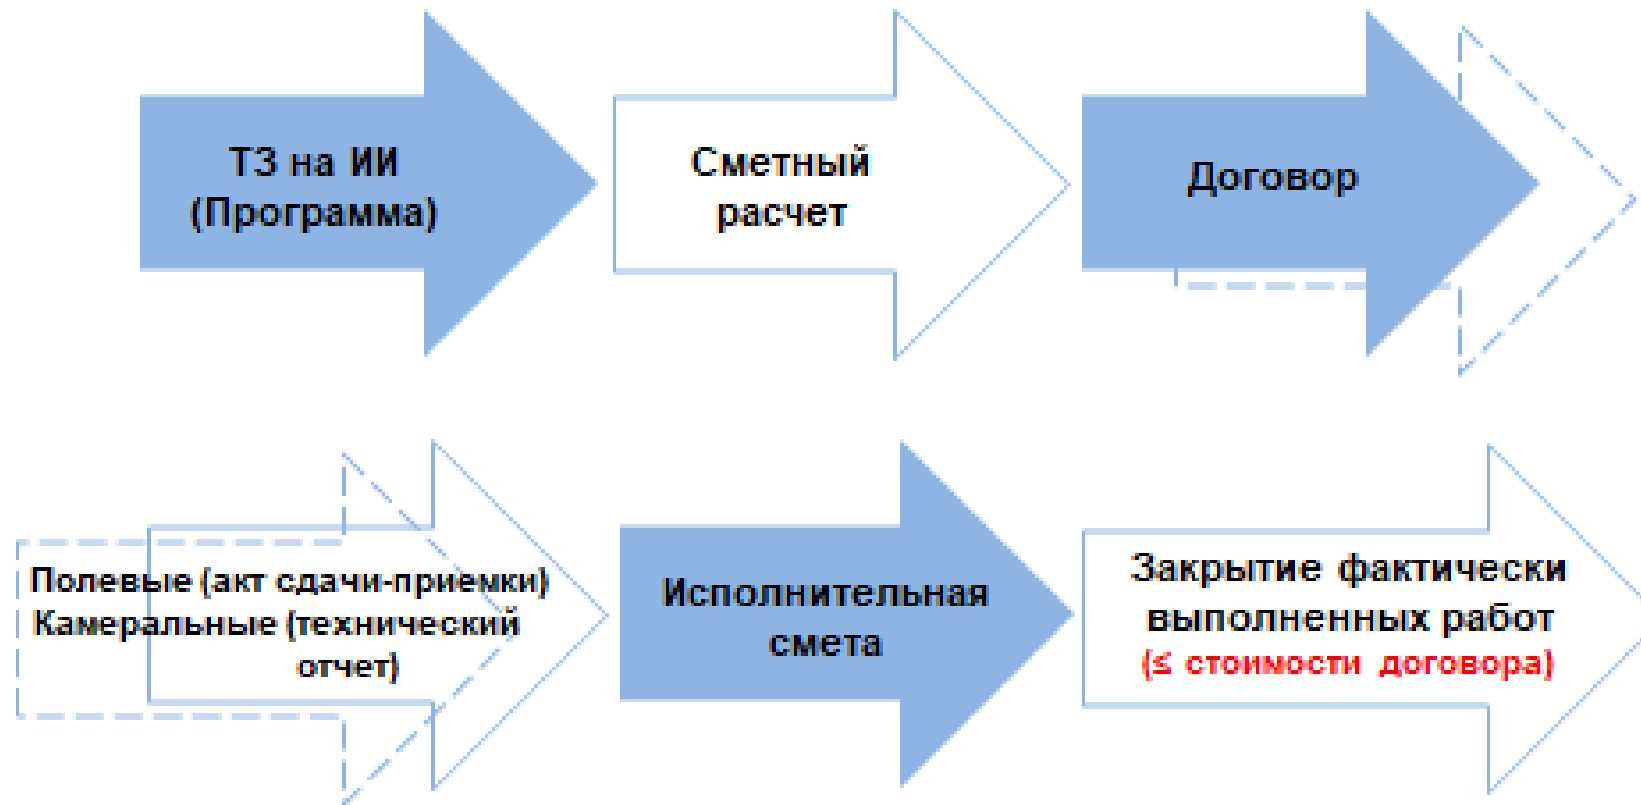 ТЗ на ИИ
(Программа)
Сметный
расчет
Договор
Полевые (акт сдачи-приемки)
Камеральные (технический
отчет)
Исполнительная
смета
Закрытие фактически
выполненных работ
(≤ стоимости договора)